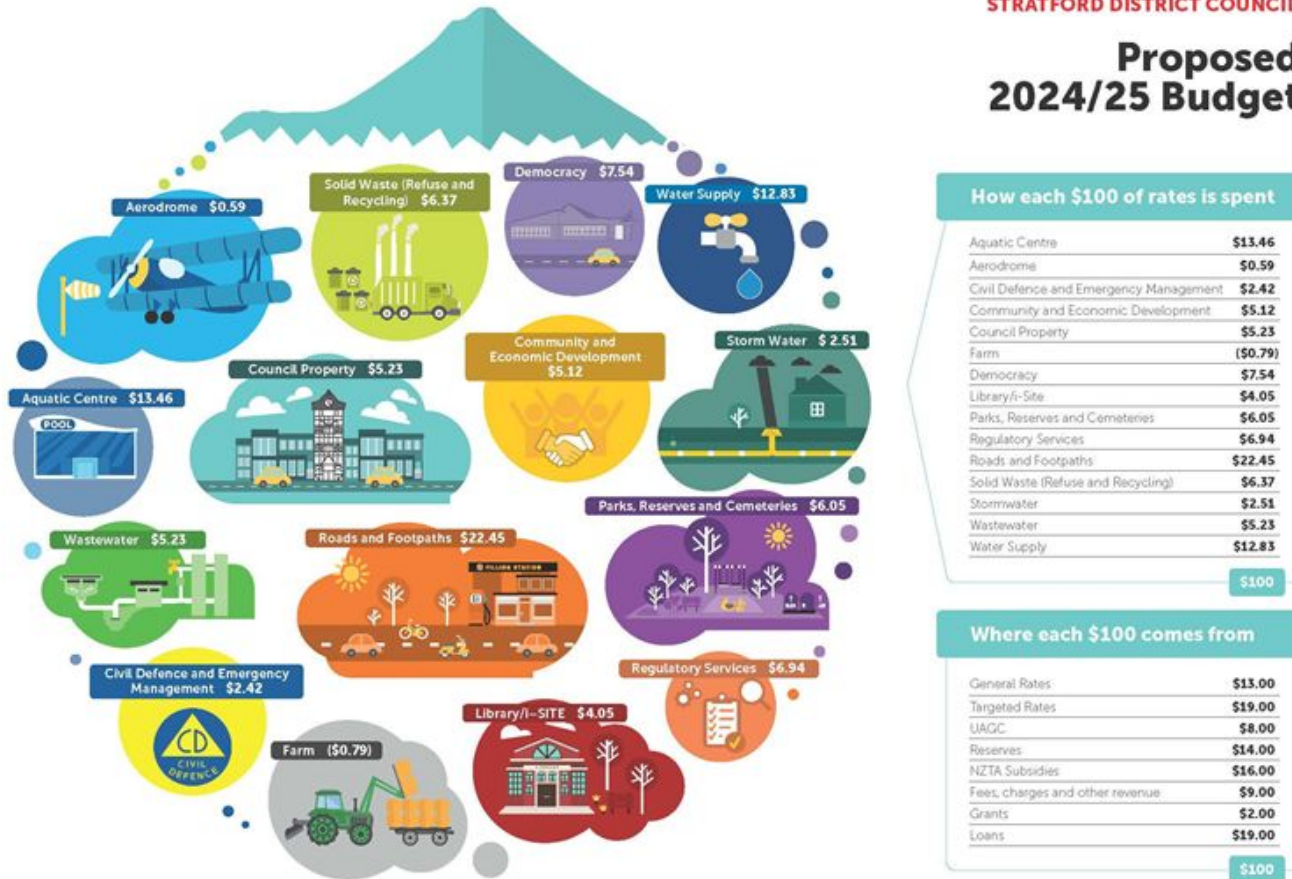 STRATFORD DISTRICT COUNCIL
Proposed
2024/25 Budget
Aerodrome $0.59
Solid Waste (Refuse and
Recycling) $6.37
Democracy $7.54
Water Supply $12.83
Aquatic Centre $13.46
POOL
Council Property $5.23
Community and
Economic Development
$5.12
Storm Water $ 2.51
Wastewater $5.23
Roads and Footpaths $22.45
FILLING STATION
Parks, Reserves and Cemeteries $6.05
Civil Defence and Emergency
Management $2.42
CD
CIVIL
DEFENCE
Farm ($0.79)
Library/I-SITE $4.05
Regulatory Services $6.94
How each $100 of rates is spent
Aquatic Centre $13.46
Aerodrome $0.59
Civil Defence and Emergency Management $2.42
Community and Economic Development $5.12
Council Property $5.23
Farm ($0.79)
Democracy $7.54
Library/i-Site $4.05
Parks, Reserves and Cemeteries $6.05
Regulatory Services $6.94
Roads and Footpaths $22.45
Solid Waste (Refuse and Recycling) $6.37
Stormwater $2.51
Wastewater $5.23
Water Supply $12.83
$100
Where each $100 comes from
General Rates $13.00
Targeted Rates $19.00
UAGC $8.00
Reserves $14.00
NZTA Subsidies $16.00
Fees, charges and other revenue $9.00
Grants $2.00
Loans $19.00
$100